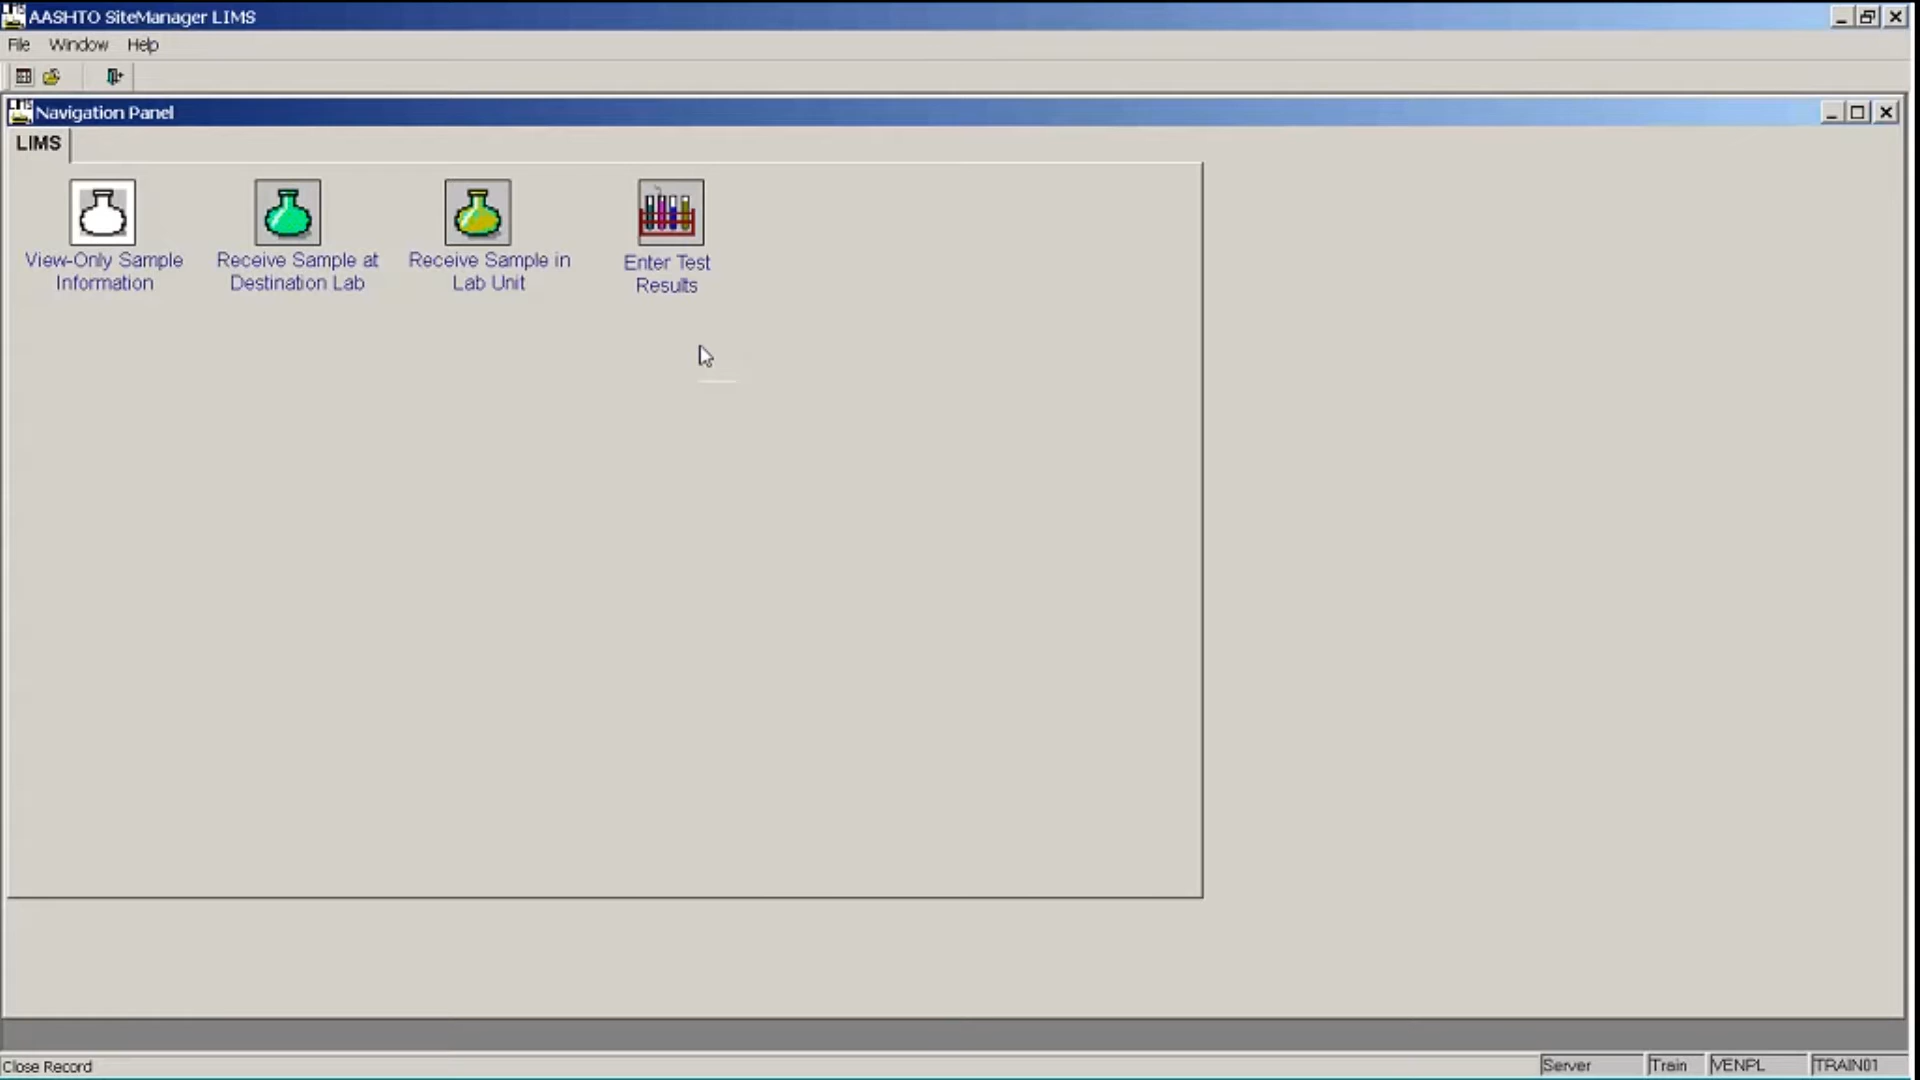 AASHTO SiteManager LIMS
File Window Help
Navigation Panel
LIMS
View-Only Sample
Information
Receive Sample at
Destination Lab
Receive Sample in
Lab Unit
Enter Test
Results
Close Record
Server Train VENPL TRAIN01